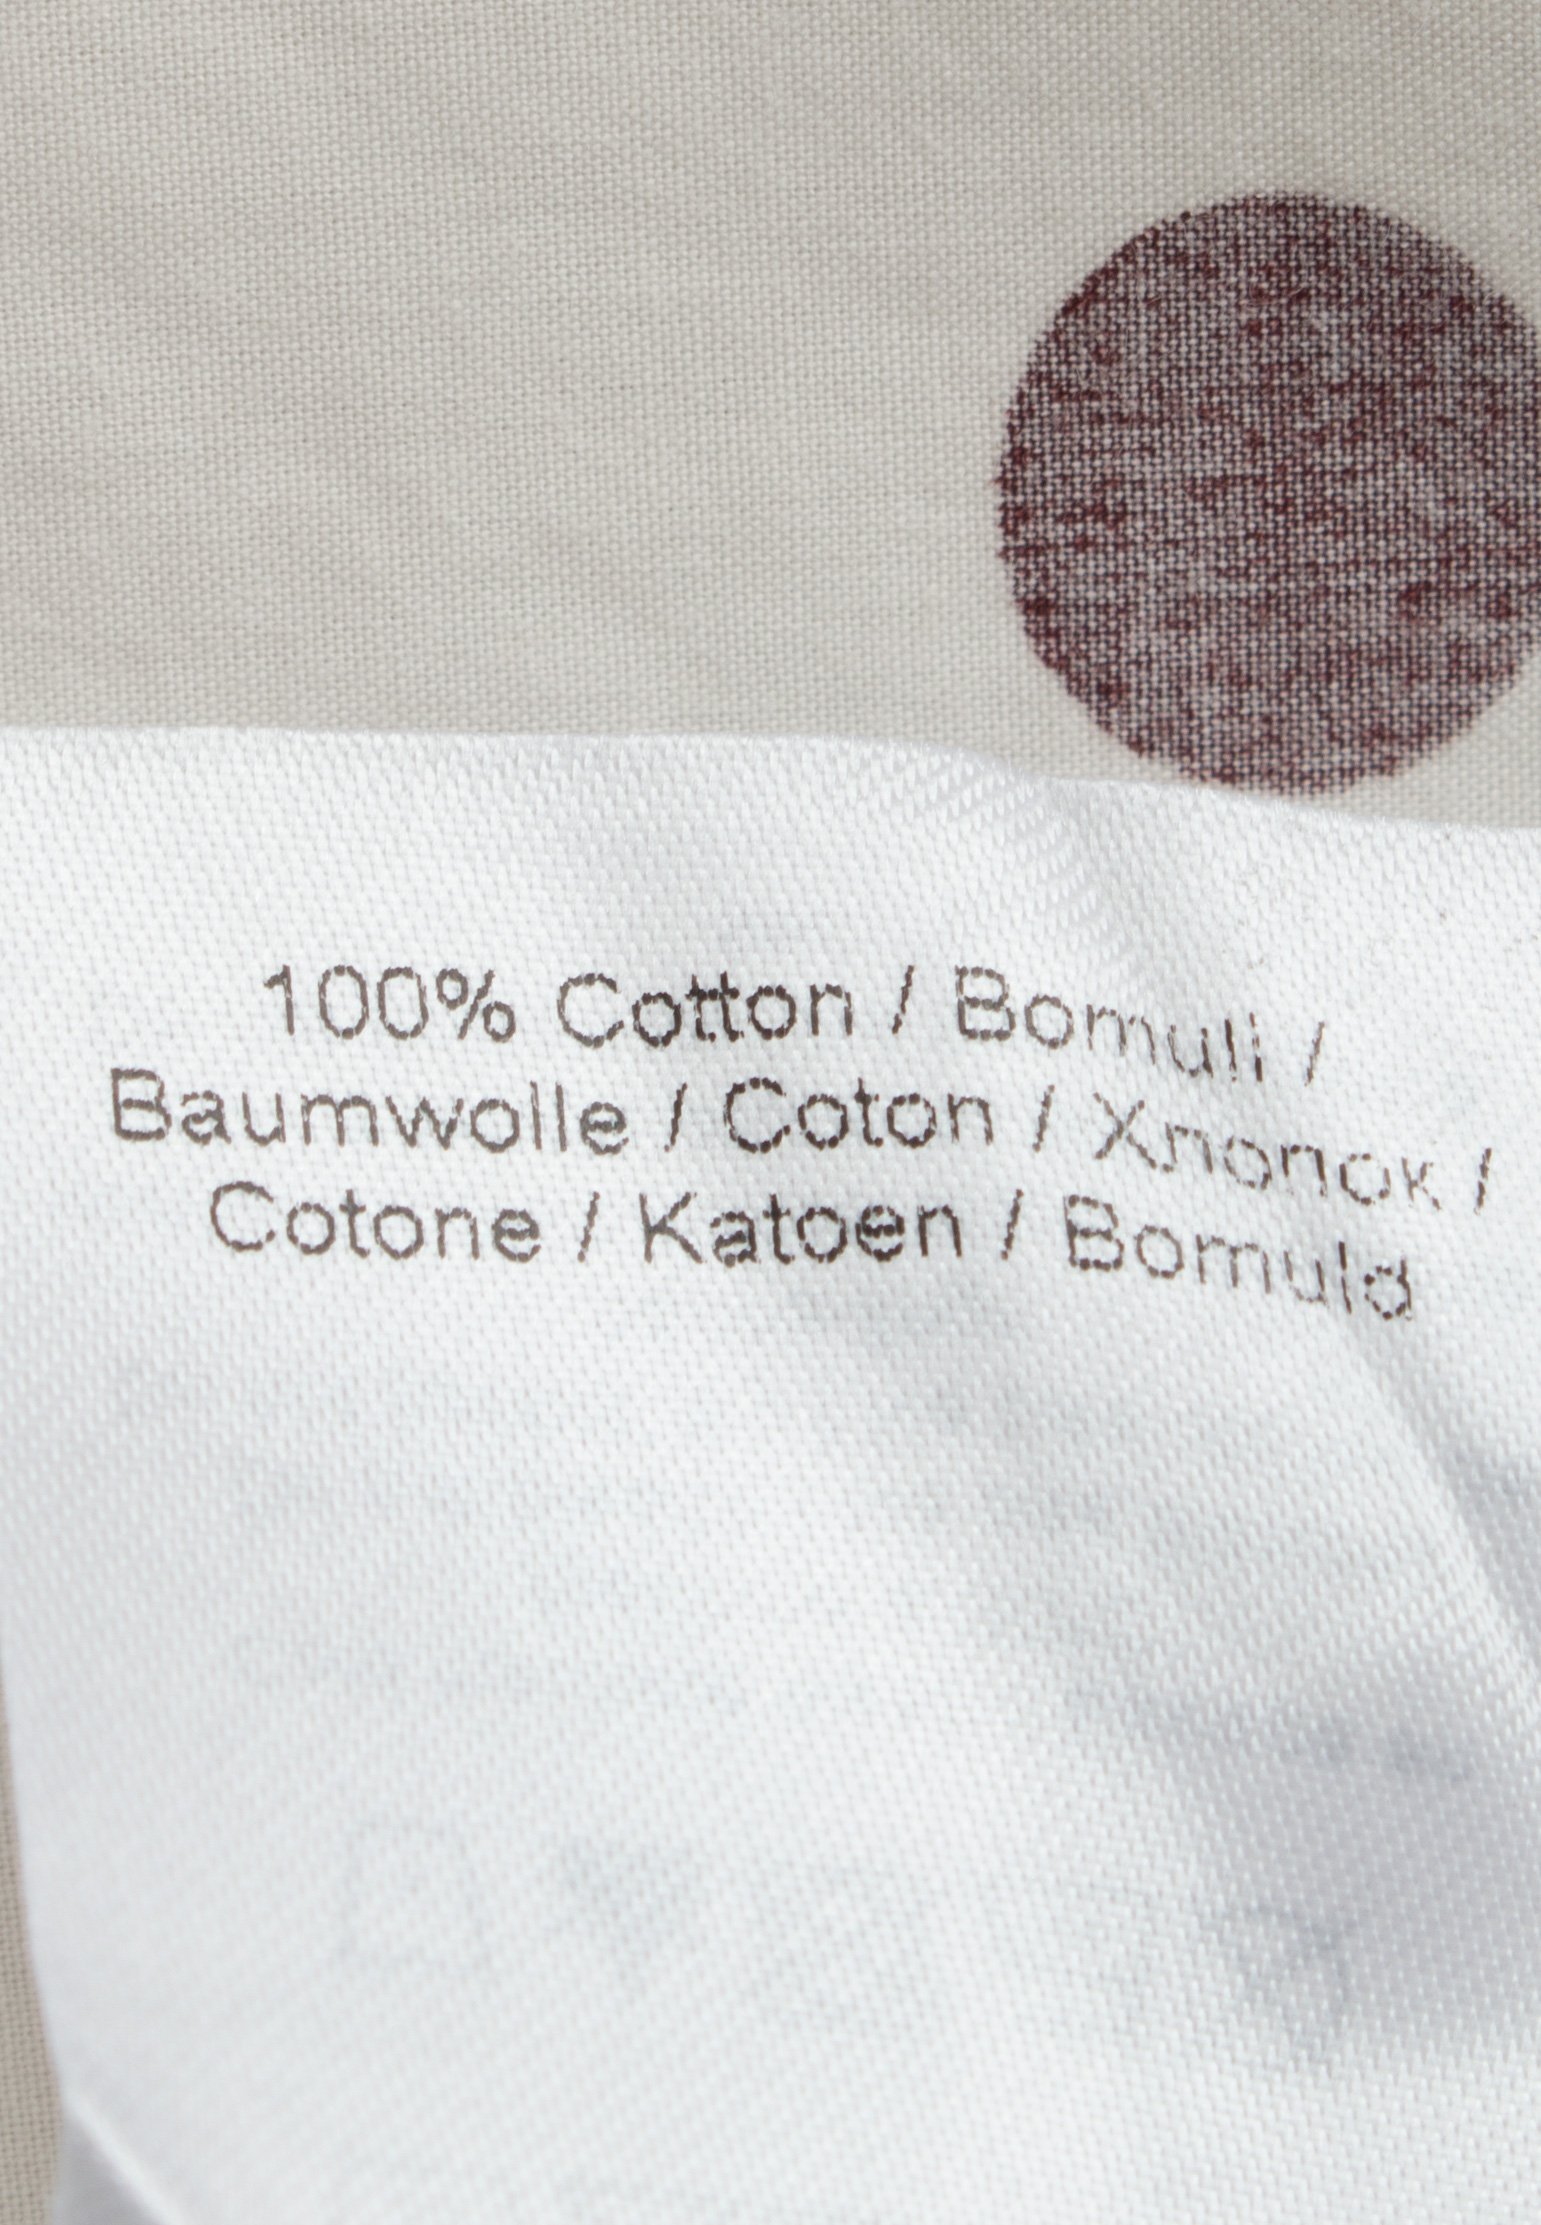 100% Cotton / Bomull /
Baumwolle / Coton / Хлопок /
Cotone / Katoen / Bomuld